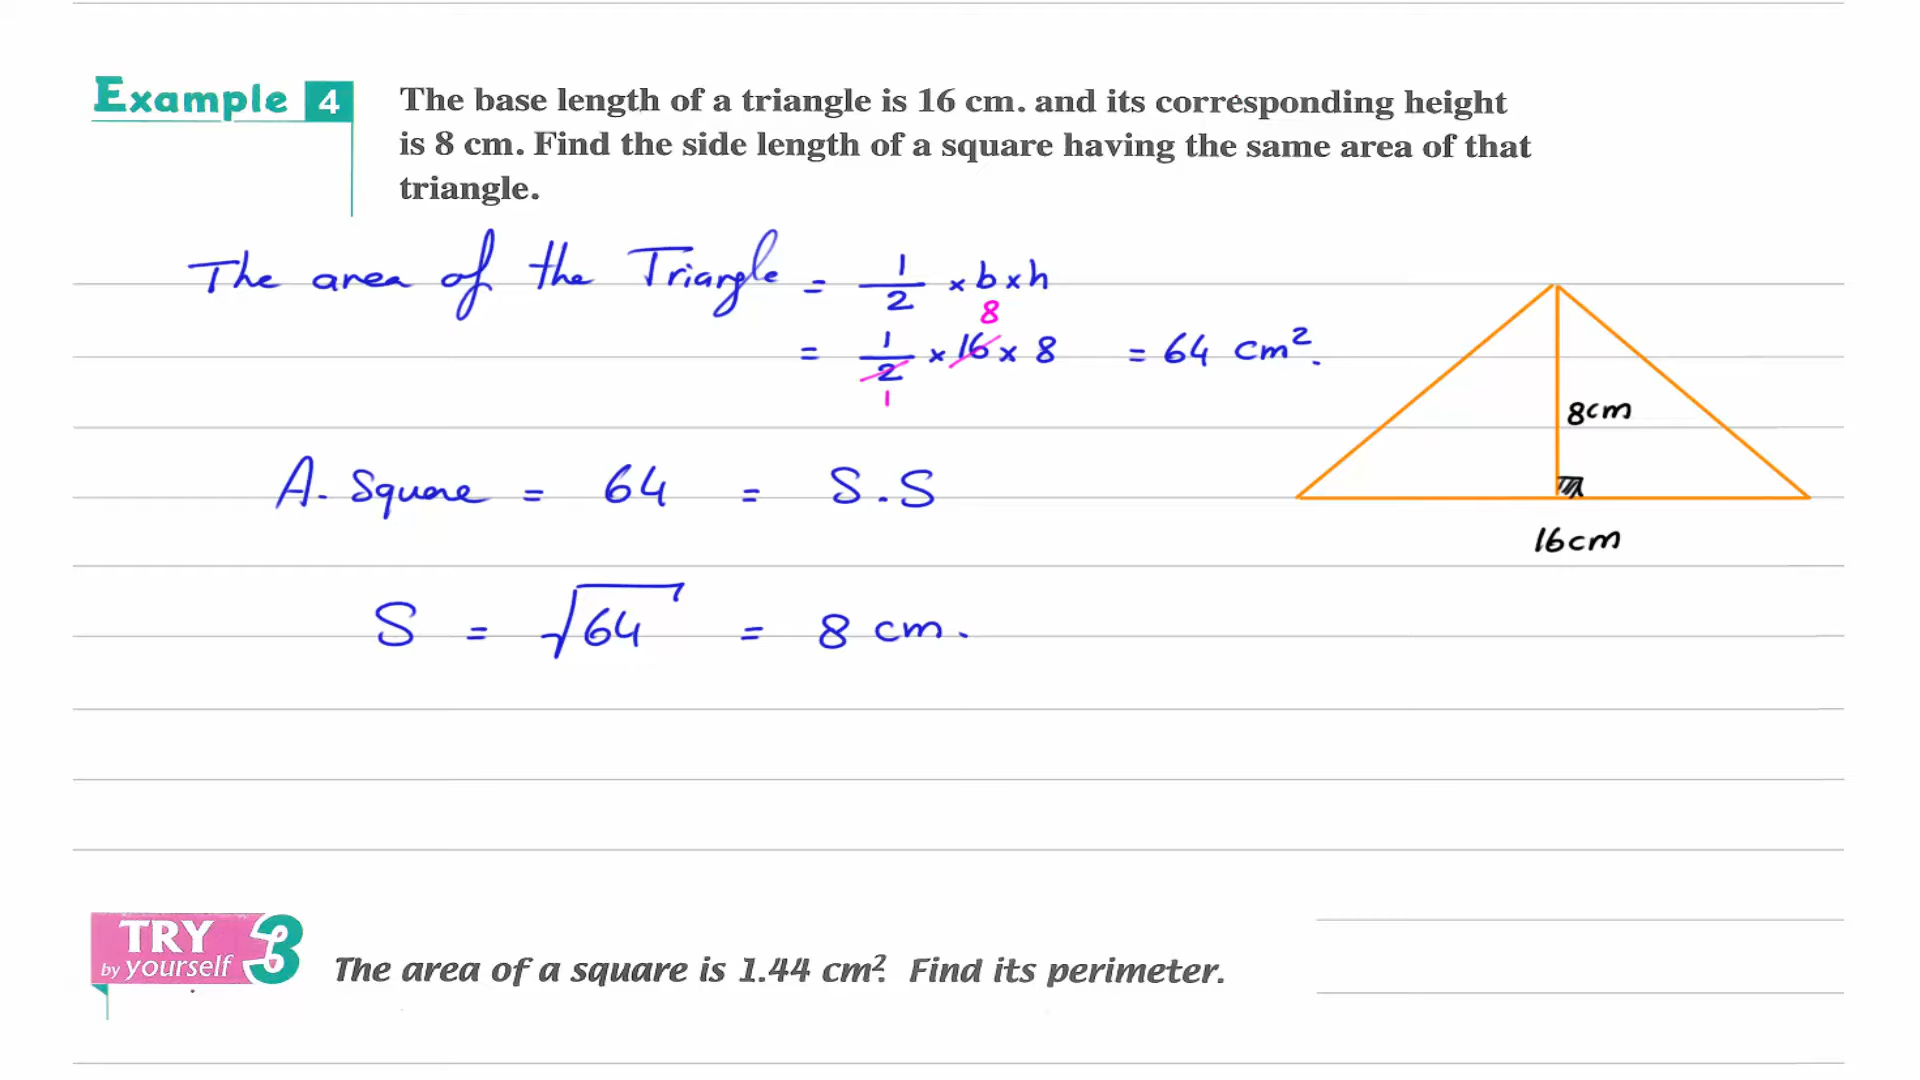 Example 4 The base length of a triangle is 16 cm. and its corresponding height
is 8 cm. Find the side length of a square having the same area of that
triangle.
The area of the Triangle = 1/2 × b × h
8
= 1/2 × 16 × 8 = 64 cm².
1
8cm
A. Square = 64 = S . S
16cm
S = √64 = 8 cm.
TRY by yourself 3 The area of a square is 1.44 cm². Find its perimeter.